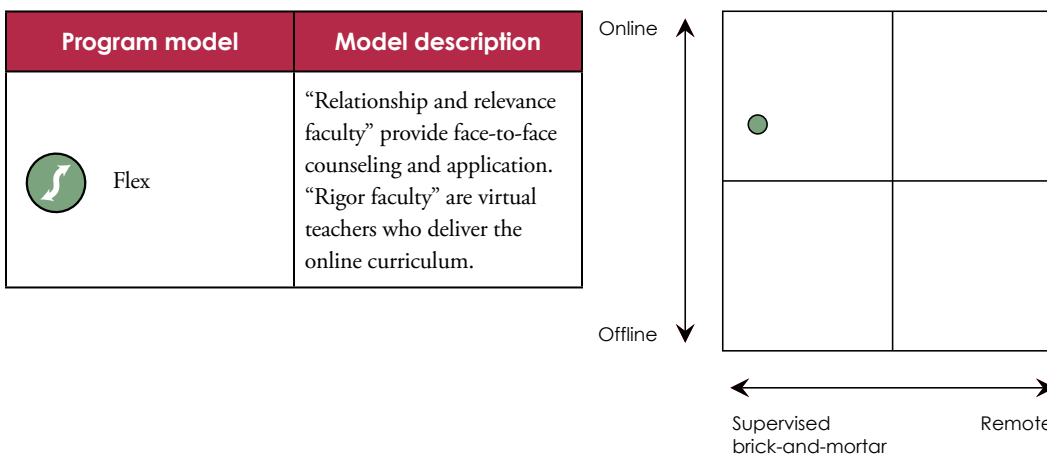 Program model
Model description
Flex
“Relationship and relevance
faculty” provide face-to-face
counseling and application.
“Rigor faculty” are virtual
teachers who deliver the
online curriculum.
Online
Offline
Supervised
brick-and-mortar
Remote